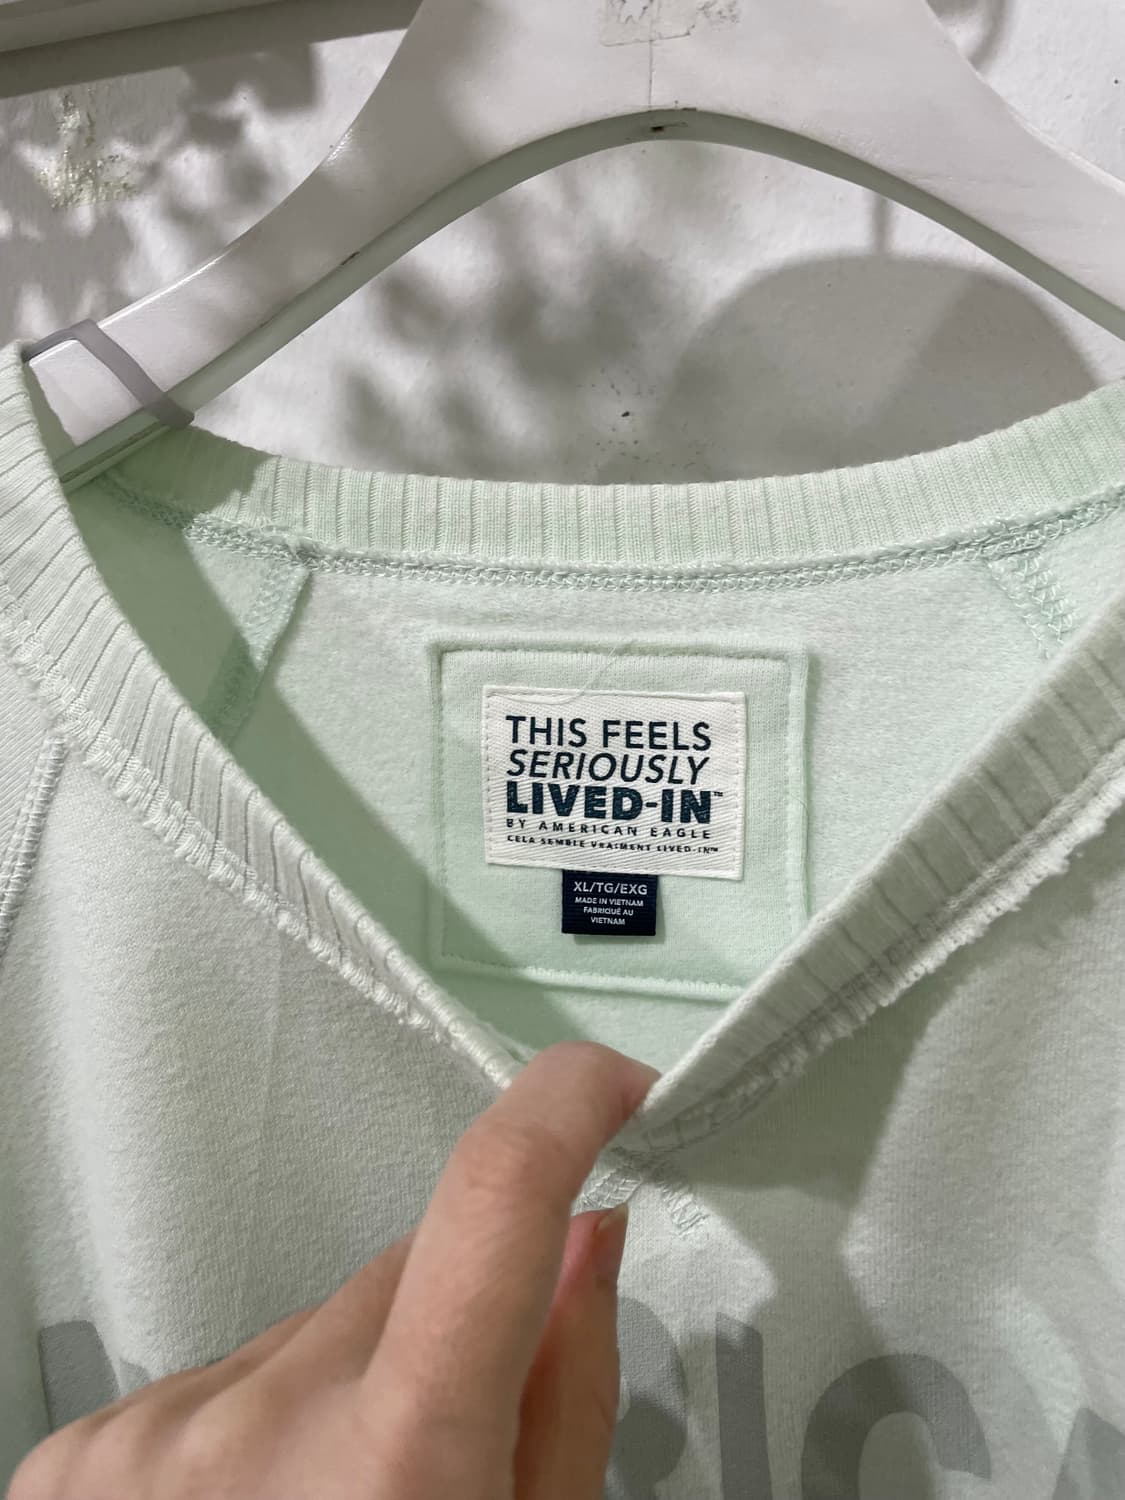 THIS FEELS
SERIOUSLY
LIVED-IN™
BY AMERICAN EAGLE
CELA SEMBLE VRAIMENT LIVED-IN™
XL/TG/EXG
MADE IN VIETNAM
FABRIQUÉ AU
VIETNAM